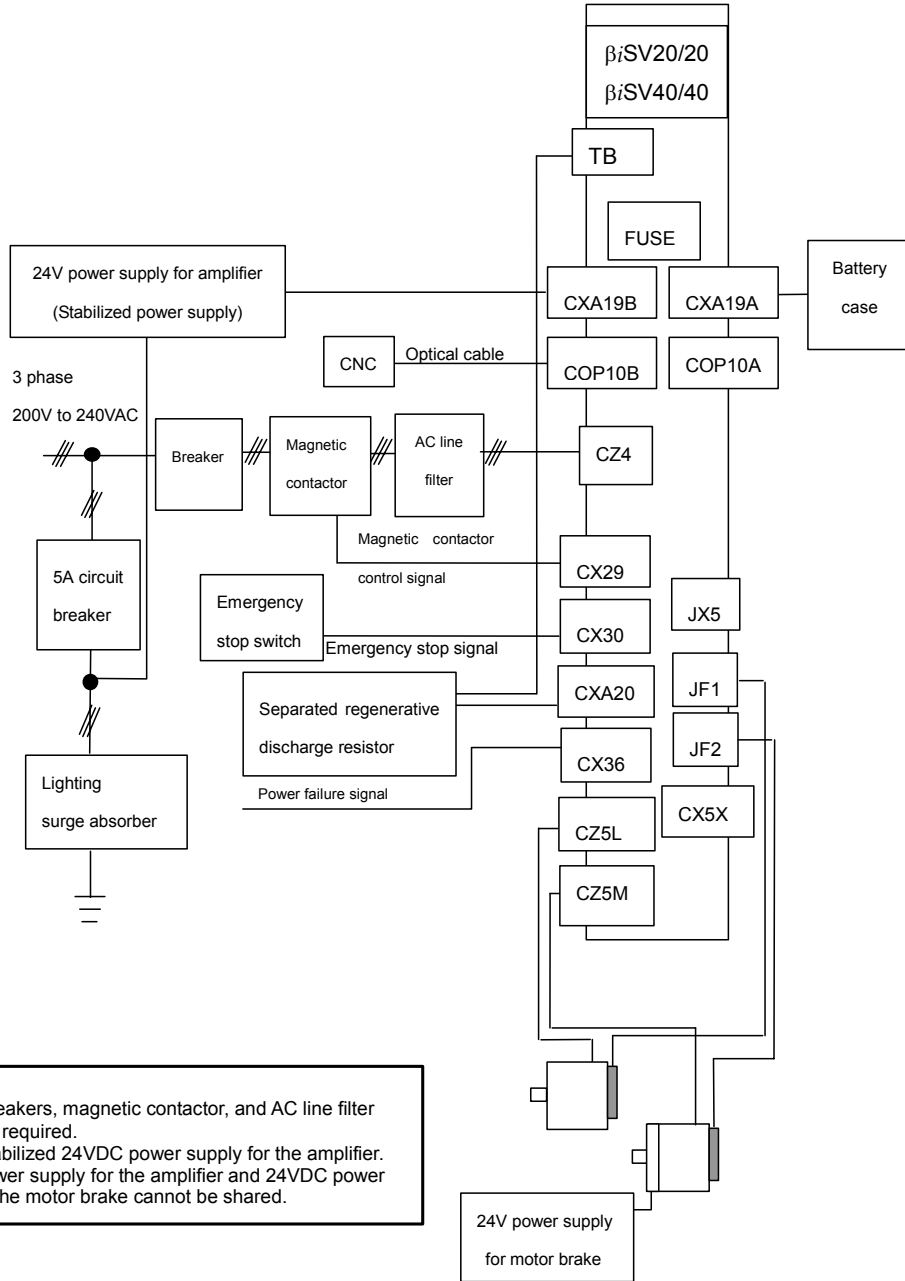 βiSV20/20
βiSV40/40
TB
FUSE
24V power supply for amplifier
(Stabilized power supply)
CXA19B
CXA19A
Battery
case
CNC
Optical cable
COP10B
COP10A
3 phase
200V to 240VAC
Breaker
Magnetic
contactor
AC line
filter
CZ4
Magnetic contactor
control signal
CX29
5A circuit
breaker
Emergency
stop switch
Emergency stop signal
CX30
JX5
Separated regenerative
discharge resistor
CXA20
JF1
JF2
Power failure signal
CX36
Lighting
surge absorber
CZ5L
CX5X
CZ5M
eakers, magnetic contactor, and AC line filter
required.
abilized 24VDC power supply for the amplifier.
wer supply for the amplifier and 24VDC power
he motor brake cannot be shared.
24V power supply
for motor brake